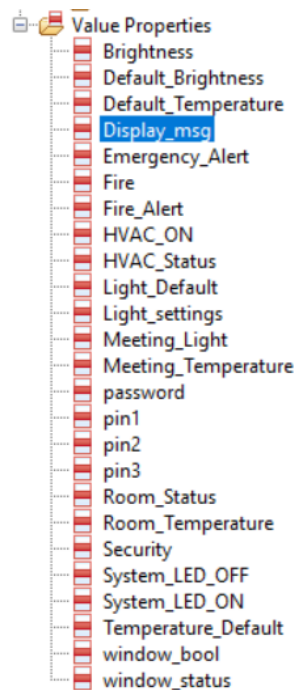 Value Properties
Brightness
Default_Brightness
Default_Temperature
Display_msg
Emergency_Alert
Fire
Fire_Alert
HVAC_ON
HVAC_Status
Light_Default
Light_settings
Meeting_Light
Meeting_Temperature
password
pin1
pin2
pin3
Room_Status
Room_Temperature
Security
System_LED_OFF
System_LED_ON
Temperature_Default
window_bool
window_status